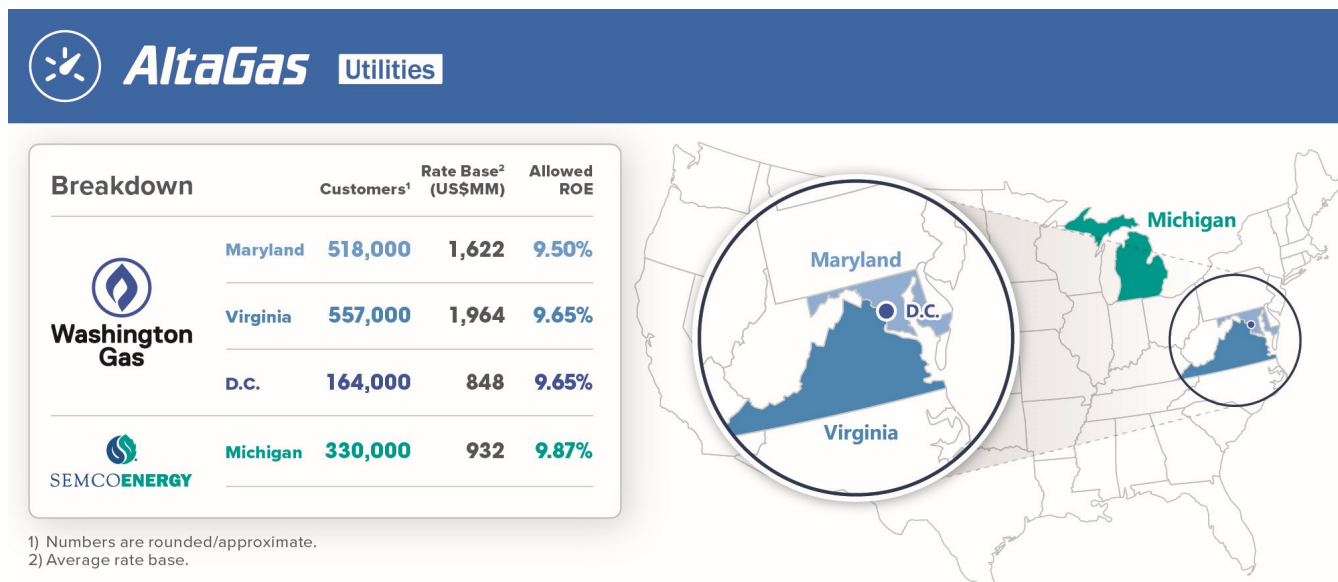 AltaGas Utilities
Breakdown Customers¹ Rate Base² (US$MM) Allowed ROE
Washington Gas
Maryland 518,000 1,622 9.50%
Virginia 557,000 1,964 9.65%
D.C. 164,000 848 9.65%
SEMCOENERGY
Michigan 330,000 932 9.87%
1) Numbers are rounded/approximate.
2) Average rate base.
Michigan
Maryland
D.C.
Virginia